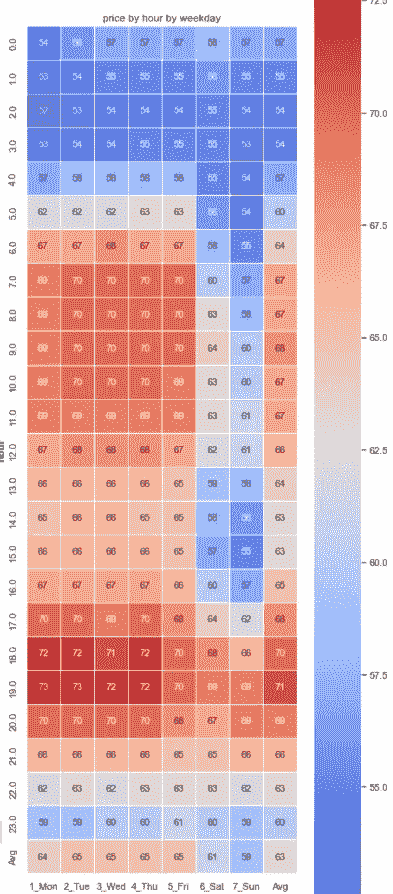 price by hour by weekday
72.5
70.0
67.5
65.0
62.5
60.0
57.5
55.0
0.0 54 56 57 57 57 58 57 57
1.0 53 54 55 55 55 56 55 55
2.0 53 54 54 54 55 54 54
3.0 53 54 54 55 55 55 53 54
4.0 57 58 58 58 55 54 57
5.0 62 62 62 63 63 56 54 60
6.0 67 67 68 67 67 58 55 64
7.0 69 70 70 70 70 60 57 67
8.0 69 70 70 70 70 63 58 67
9.0 69 70 70 70 70 64 60 68
10.0 69 70 70 70 69 63 60 67
11.0 69 69 69 69 69 63 61 67
12.0 67 68 68 68 67 62 61 66
13.0 66 66 66 66 65 59 58 64
14.0 65 66 66 65 65 58 56 63
15.0 66 66 66 66 65 57 55 63
16.0 67 67 67 67 66 60 57 65
17.0 70 70 69 70 68 64 62 68
18.0 72 72 71 72 70 68 66 70
19.0 73 73 72 72 70 69 69 71
20.0 70 70 70 70 68 67 69 69
21.0 66 66 66 65 65 66 66
22.0 62 63 62 63 63 63 62 63
23.0 59 59 60 60 61 60 59 60
Avg 64 65 65 65 65 61 59 63
1_Mon 2_Tue 3_Wed 4_Thu 5_Fri 6_Sat 7_Sun Avg